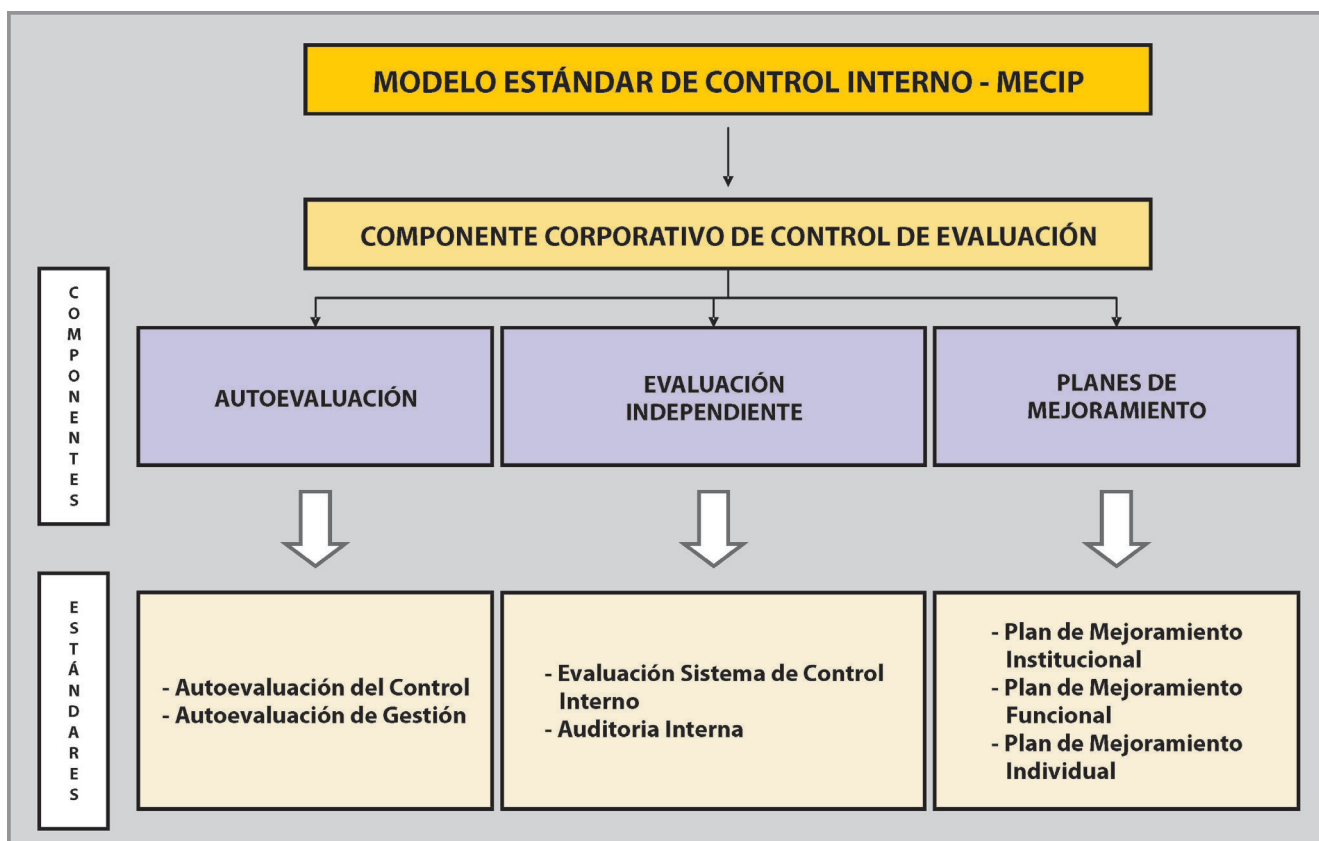 MODELO ESTÁNDAR DE CONTROL INTERNO - MECIP
COMPONENTE CORPORATIVO DE CONTROL DE EVALUACIÓN
COMPONENTES
AUTOEVALUACIÓN
EVALUACIÓN
INDEPENDIENTE
PLANES DE
MEJORAMIENTO
ESTÁNDARES
- Autoevaluación del Control
- Autoevaluación de Gestión
- Evaluación Sistema de Control
Interno
- Auditoria Interna
- Plan de Mejoramiento
Institucional
- Plan de Mejoramiento
Funcional
- Plan de Mejoramiento
Individual